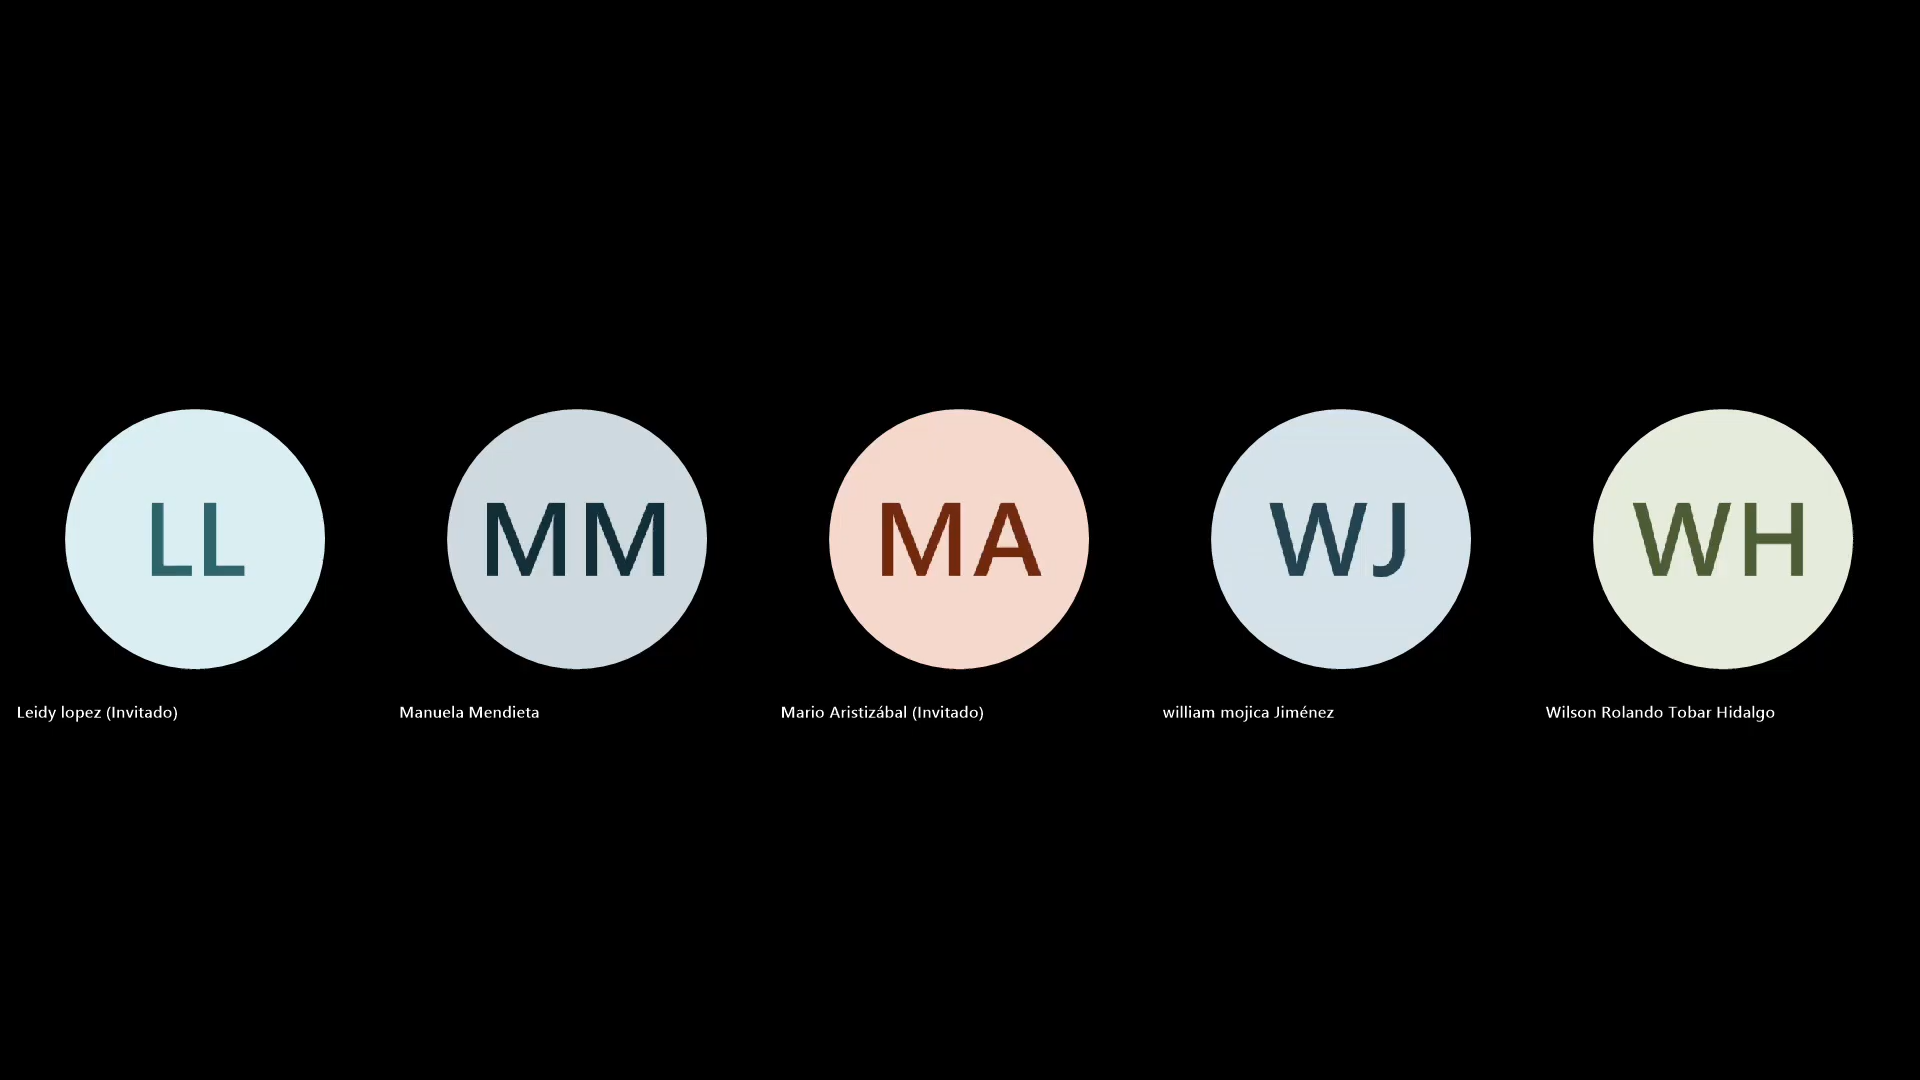 LL
MM
MA
WJ
WH
Leidy lopez (Invitado)
Manuela Mendieta
Mario Aristizábal (Invitado)
william mojica Jiménez
Wilson Rolando Tobar Hidalgo